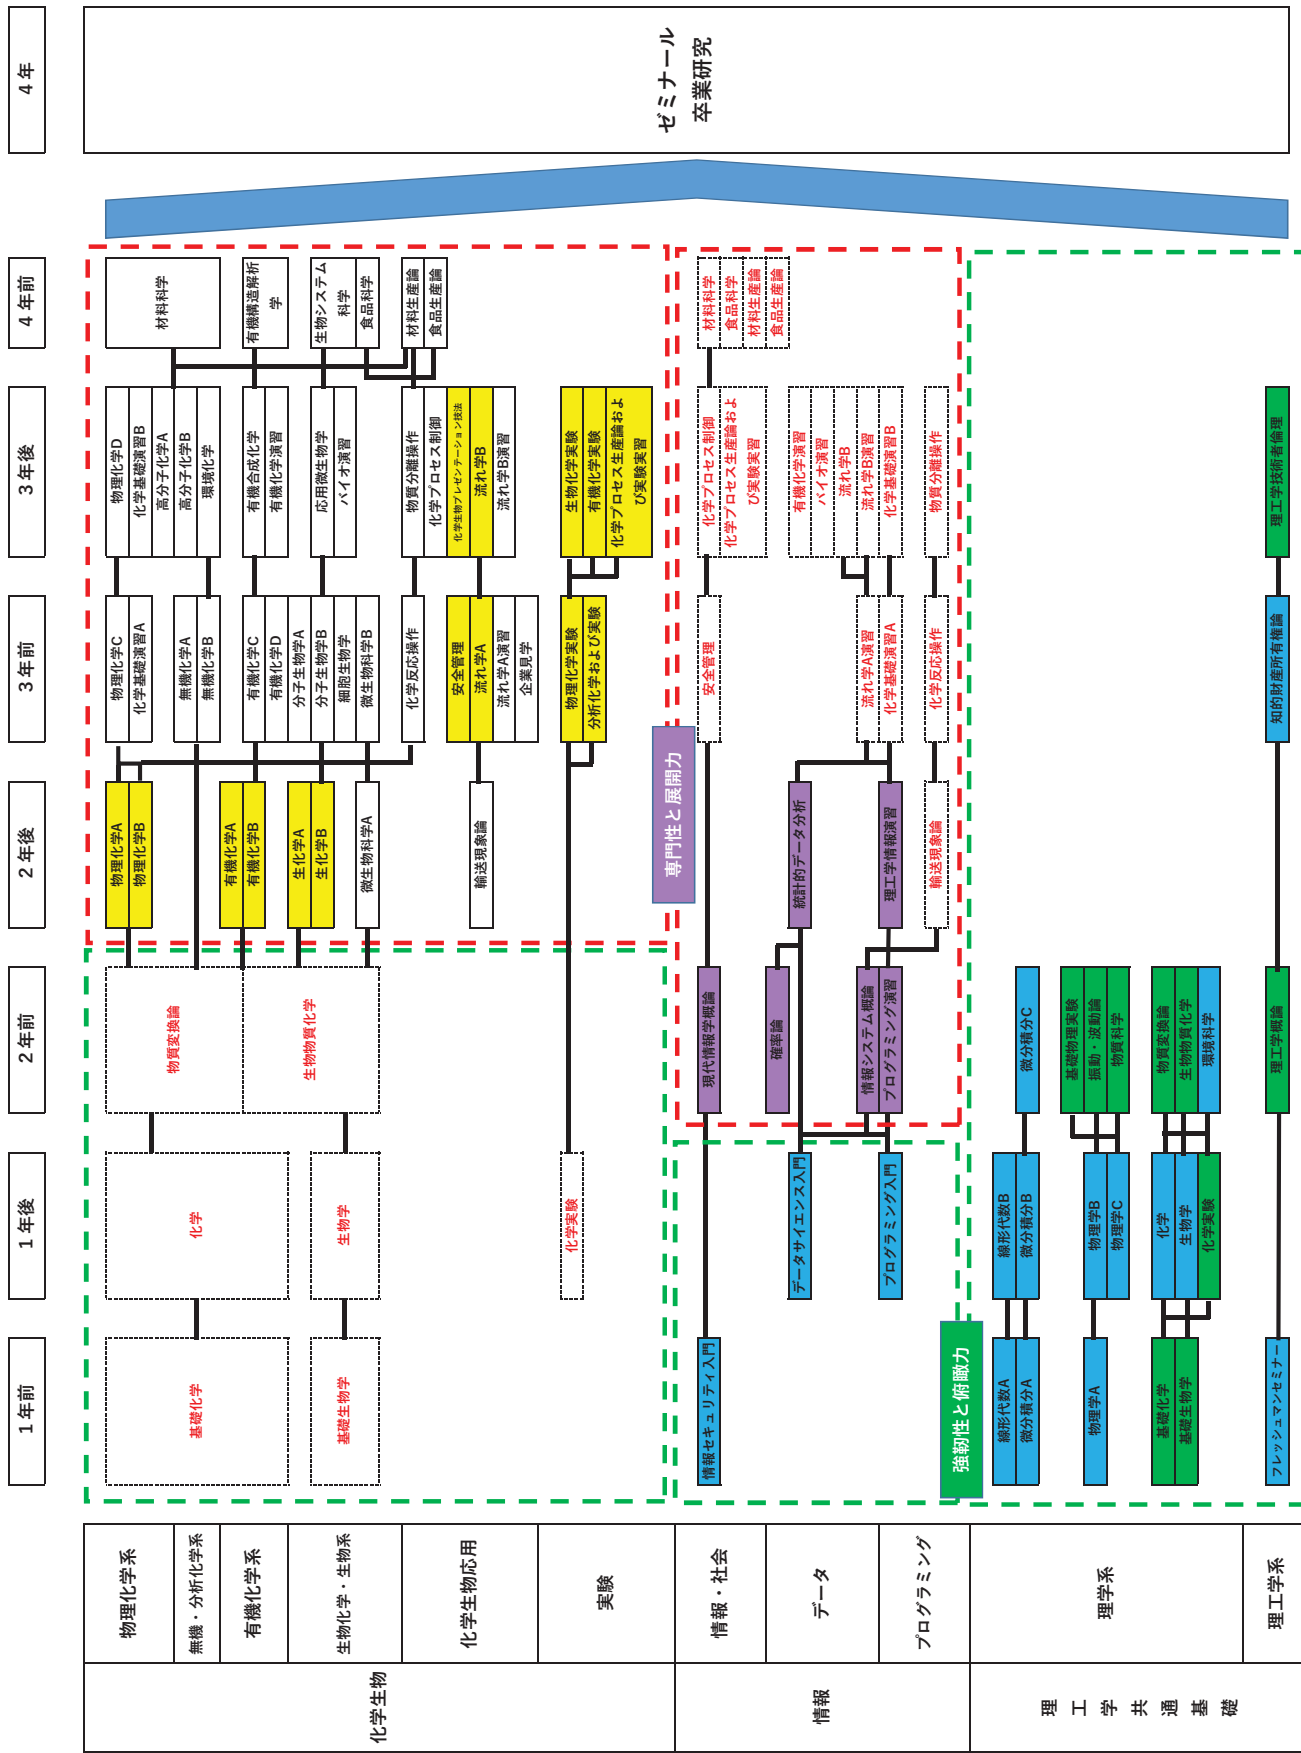 1年前
1年後
2年前
2年後
3年前
3年後
4年前
4年
化学生物
物理化学系
無機・分析化学系
有機化学系
生物化学・生物系
化学生物応用
実験
情報
情報・社会
データ
プログラミング
理工学共通基礎
理学系
理工学系
基礎化学
基礎生物学
化学
生物学
化学実験
物質変換論
生物物質化学
物理化学A
物理化学B
有機化学A
有機化学B
生化学A
生化学B
微生物科学A
輸送現象論
物理化学C
化学基礎演習A
無機化学A
無機化学B
有機化学C
有機化学D
分子生物学A
分子生物学B
細胞生物学
微生物科学B
化学反応操作
安全管理
流れ学A
流れ学A演習
企業見学
物理化学実験
分析化学および実験
物理化学D
化学基礎演習B
高分子化学A
高分子化学B
環境化学
有機合成化学
有機化学演習
応用微生物学
バイオ演習
物質分離操作
化学プロセス制御
化学生物プレゼンテーション技法
流れ学B
流れ学B演習
生物化学実験
有機化学実験
化学プロセス生産論および
び実験実習
材料科学
有機構造解析
学
生物システム
科学
食品科学
材料生産論
食品生産論
ゼミナール
卒業研究
専門性と展開力
強靭性と俯瞰力
情報セキュリティ入門
データサイエンス入門
プログラミング入門
現代情報学概論
確率論
情報システム概論
プログラミング演習
統計的データ分析
理工学情報演習
輸送現象論
安全管理
流れ学A演習
化学基礎演習A
化学反応操作
化学プロセス制御
化学プロセス生産論およ
び実験実習
有機化学演習
バイオ演習
流れ学B
流れ学B演習
化学基礎演習B
物質分離操作
材料科学
食品科学
材料生産論
食品生産論
線形代数A
微分積分A
物理学A
基礎化学
基礎生物学
フレッシュマンセミナー
線形代数B
微分積分B
物理学B
物理学C
化学
生物学
化学実験
微分積分C
基礎物理実験
振動・波動論
物質科学
物質変換論
生物物質化学
環境科学
理工学概論
知的財産所有権論
理工学技術者倫理